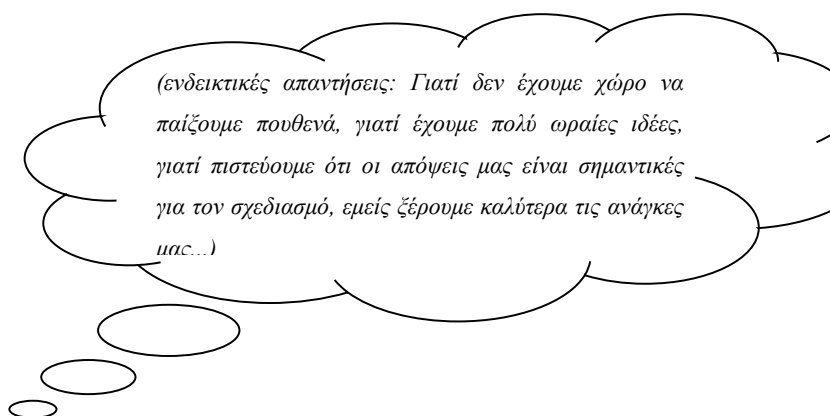 (ενδεικτικές απαντήσεις: Γιατί δεν έχουμε χώρο να
παίξουμε πουθενά, γιατί έχουμε πολύ ωραίες ιδέες,
γιατί πιστεύουμε ότι οι απόψεις μας είναι σημαντικές
για τον σχεδιασμό, εμείς ξέρουμε καλύτερα τις ανάγκες
μας...)